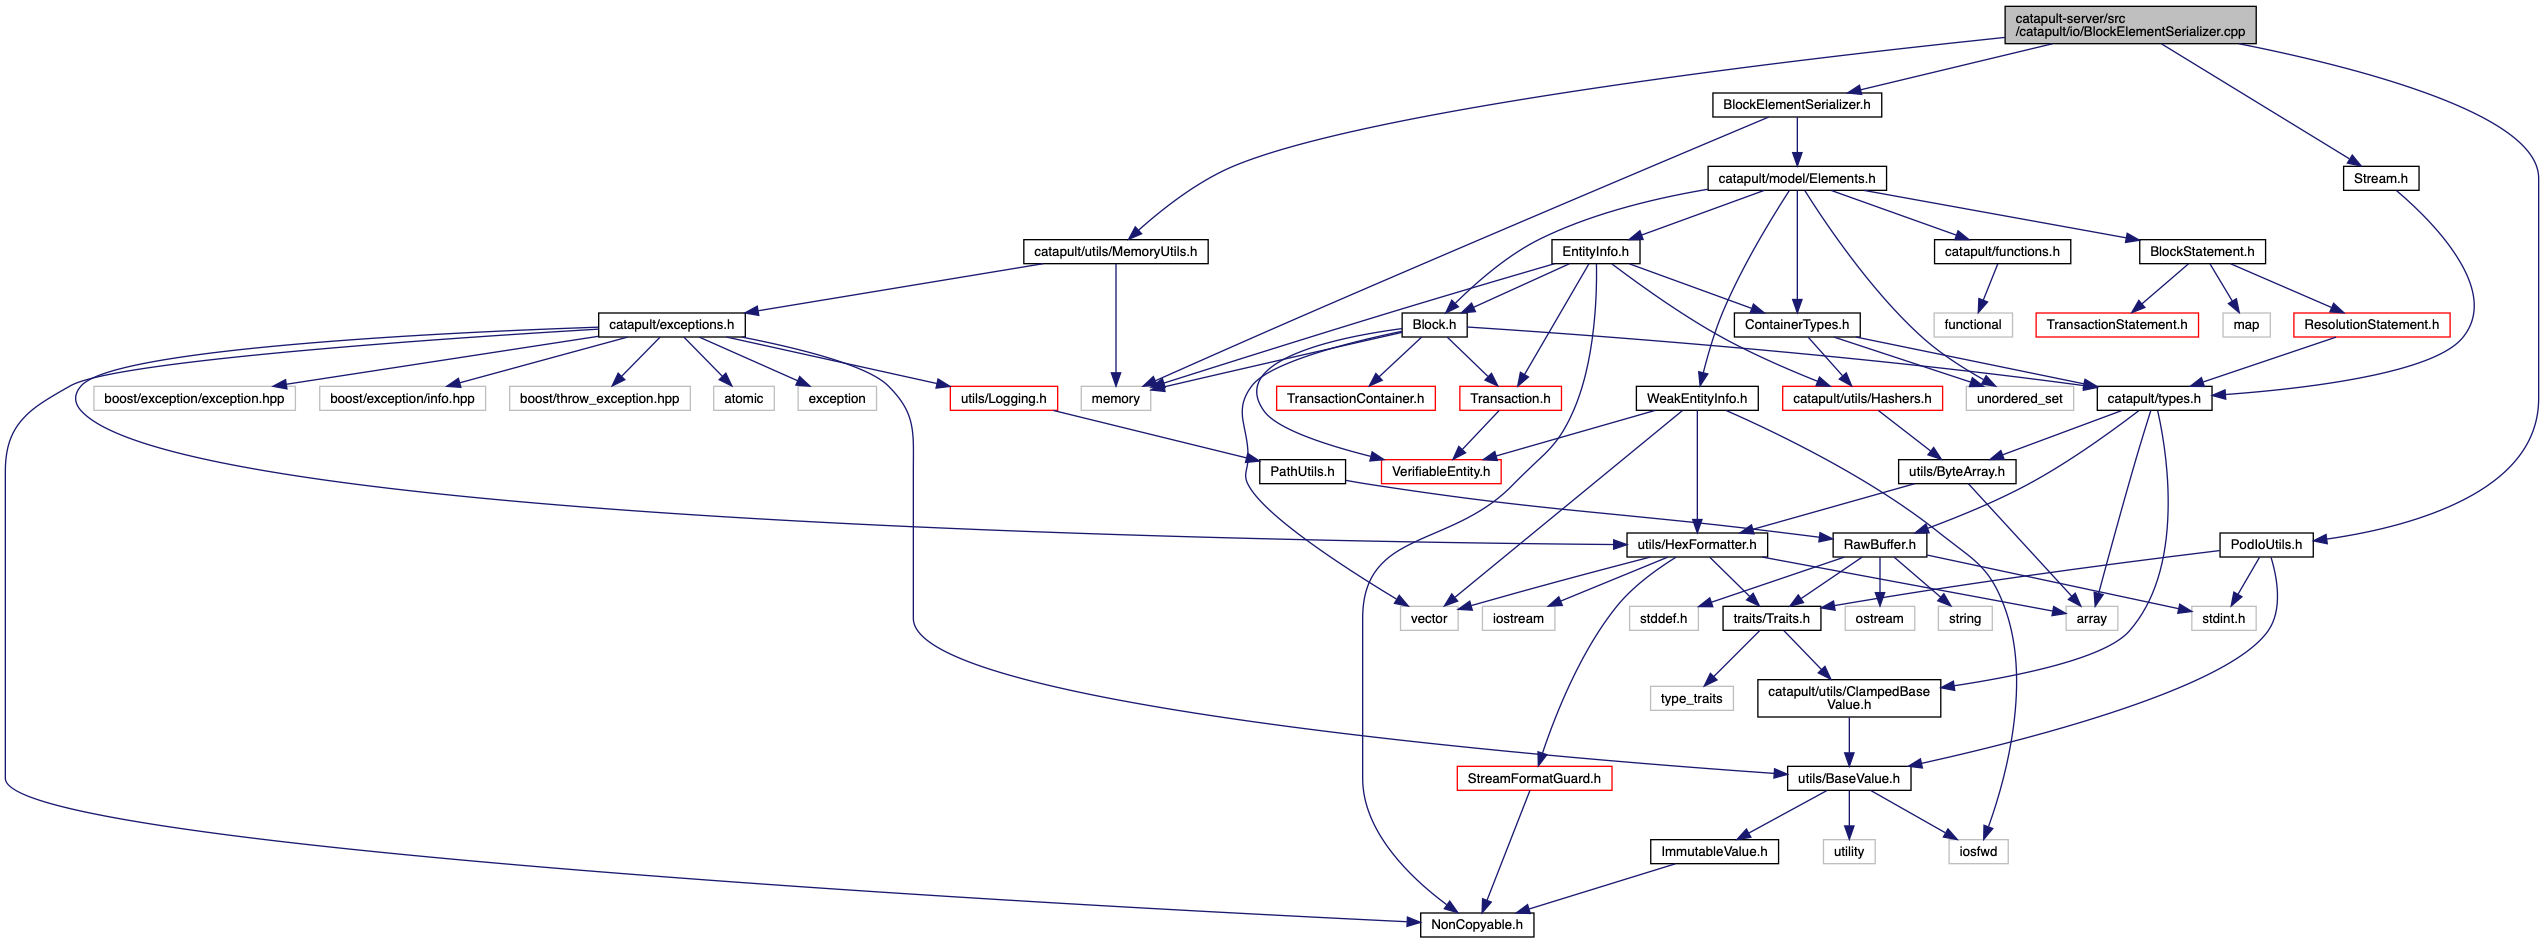 catapult-server/src
/catapult/io/BlockElementSerializer.cpp
BlockElementSerializer.h
catapult/model/Elements.h
Stream.h
catapult/utils/MemoryUtils.h
EntityInfo.h
catapult/functions.h
BlockStatement.h
catapult/exceptions.h
Block.h
ContainerTypes.h
functional
TransactionStatement.h
map
ResolutionStatement.h
boost/exception/exception.hpp
boost/exception/info.hpp
boost/throw_exception.hpp
atomic
exception
utils/Logging.h
memory
TransactionContainer.h
Transaction.h
WeakEntityInfo.h
catapult/utils/Hashers.h
unordered_set
catapult/types.h
PathUtils.h
VerifiableEntity.h
utils/ByteArray.h
utils/HexFormatter.h
RawBuffer.h
PodIoUtils.h
vector
iostream
stddef.h
traits/Traits.h
ostream
string
array
stdint.h
type_traits
catapult/utils/ClampedBase
Value.h
StreamFormatGuard.h
utils/BaseValue.h
ImmutableValue.h
utility
iosfwd
NonCopyable.h